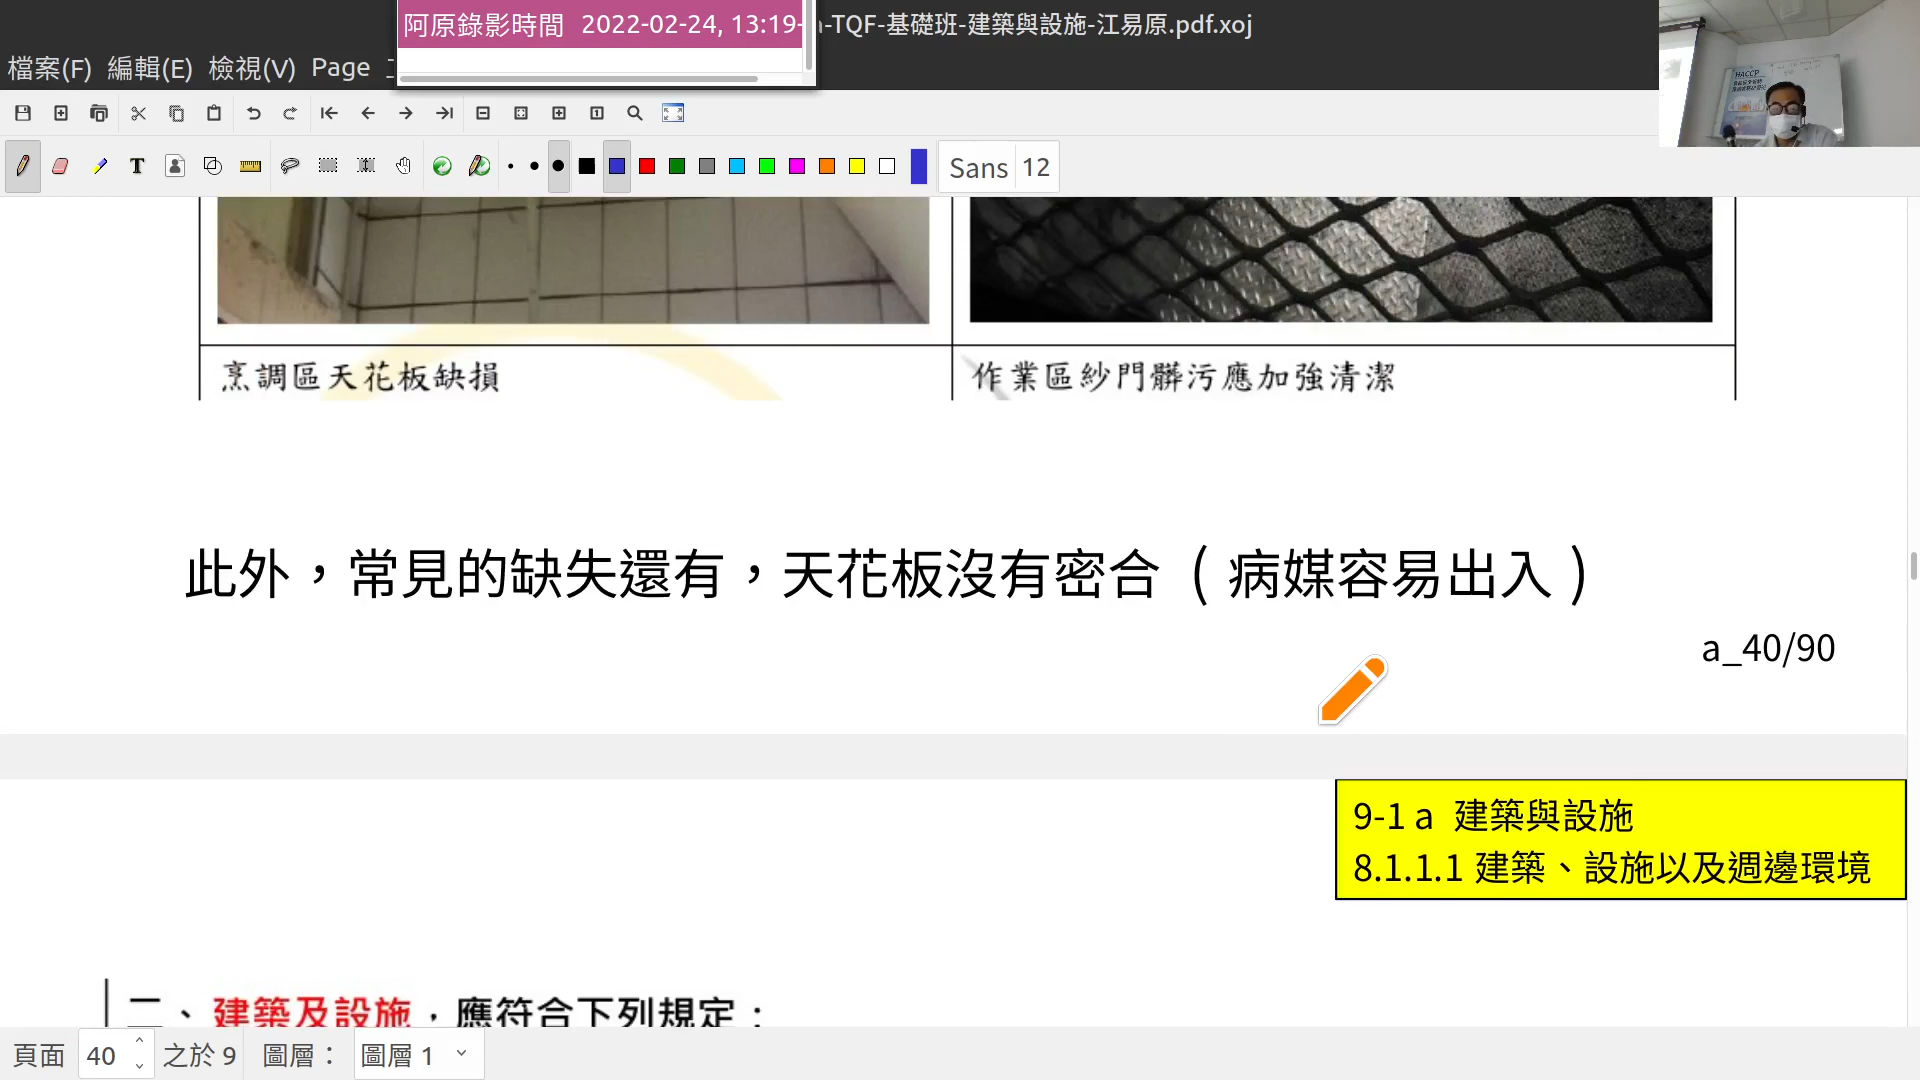 阿原錄影時間 2022-02-24, 13:19-
-TQF-基礎班-建築與設施-江易原.pdf.xoj
檔案(F) 編輯(E) 檢視(V) Page
HACCP
T
Sans 12
烹調區天花板缺損
作業區紗門髒污應加強清潔
此外，常見的缺失還有，天花板沒有密合（病媒容易出入）
a_40/90
9-1 a 建築與設施
8.1.1.1 建築、設施以及週邊環境
二、建築及設施，應符合下列規定：
頁面 40 之於 9 圖層： 圖層 1